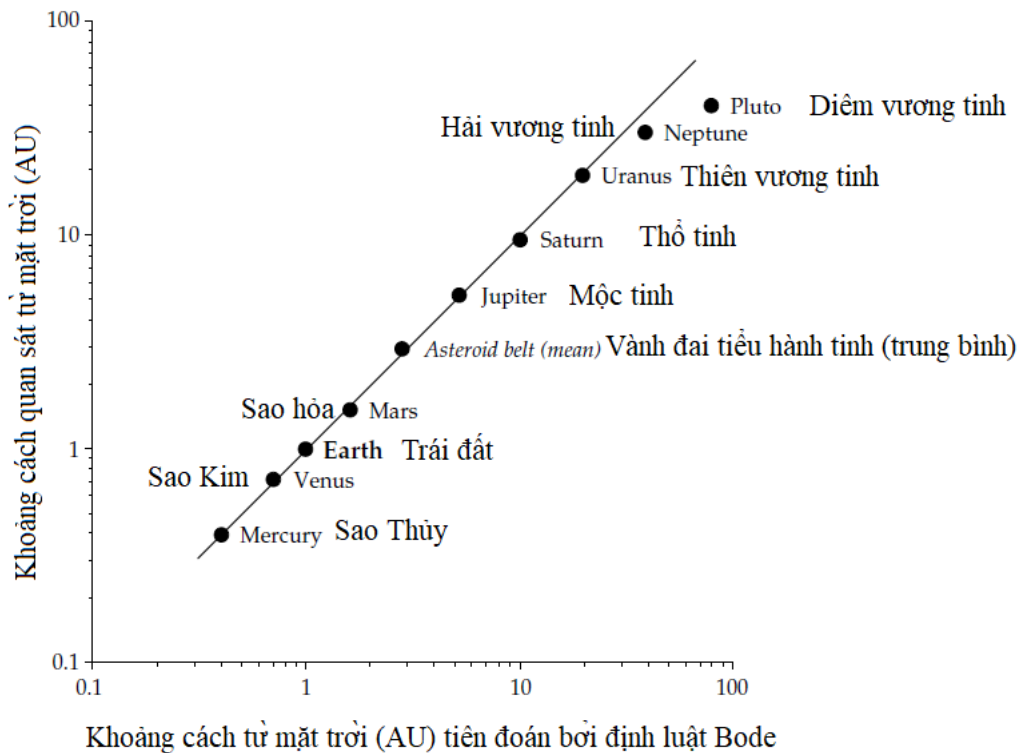 100
Pluto Diêm vương tinh
Hải vương tinh
Neptune
Uranus Thiên vương tinh
10
Saturn Thổ tinh
Jupiter Mộc tinh
Asteroid belt (mean) Vành đai tiểu hành tinh (trung bình)
Sao hỏa Mars
1
Earth Trái đất
Sao Kim Venus
Mercury Sao Thủy
0.1
0.1 1 10 100
Khoảng cách quan sát từ mặt trời (AU)
Khoảng cách từ mặt trời (AU) tiên đoán bởi định luật Bode